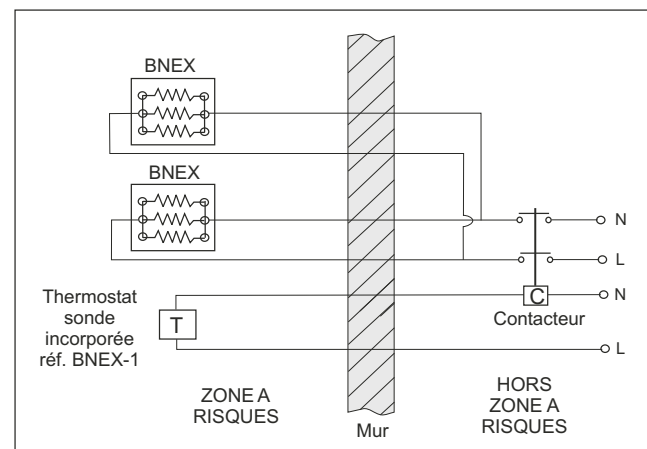 BNEX
BNEX
N
L
C
N
Contacteur
Thermostat
sonde
incorporée
réf. BNEX-1
T
L
ZONE A
RISQUES
Mur
HORS
ZONE A
RISQUES